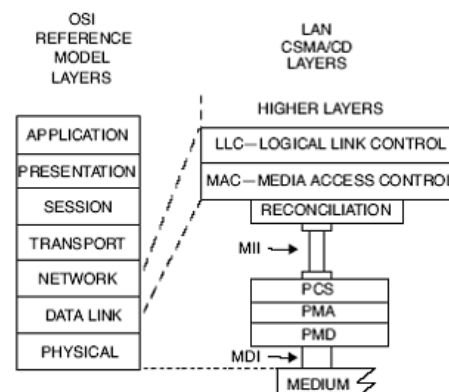 OSI
REFERENCE
MODEL
LAYERS
APPLICATION
PRESENTATION
SESSION
TRANSPORT
NETWORK
DATA LINK
PHYSICAL
LAN
CSMA/CD
LAYERS
HIGHER LAYERS
LLC—LOGICAL LINK CONTROL
MAC—MEDIA ACCESS CONTROL
RECONCILIATION
MII
PCS
PMA
PMD
MDI
MEDIUM